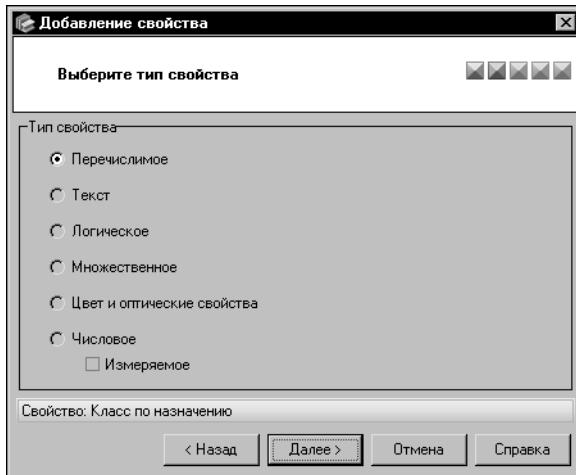 Добавление свойства
Выберите тип свойства
Тип свойства
Перечислимое
Текст
Логическое
Множественное
Цвет и оптические свойства
Числовое
Измеряемое
Свойство: Класс по назначению
< Назад Далее > Отмена Справка